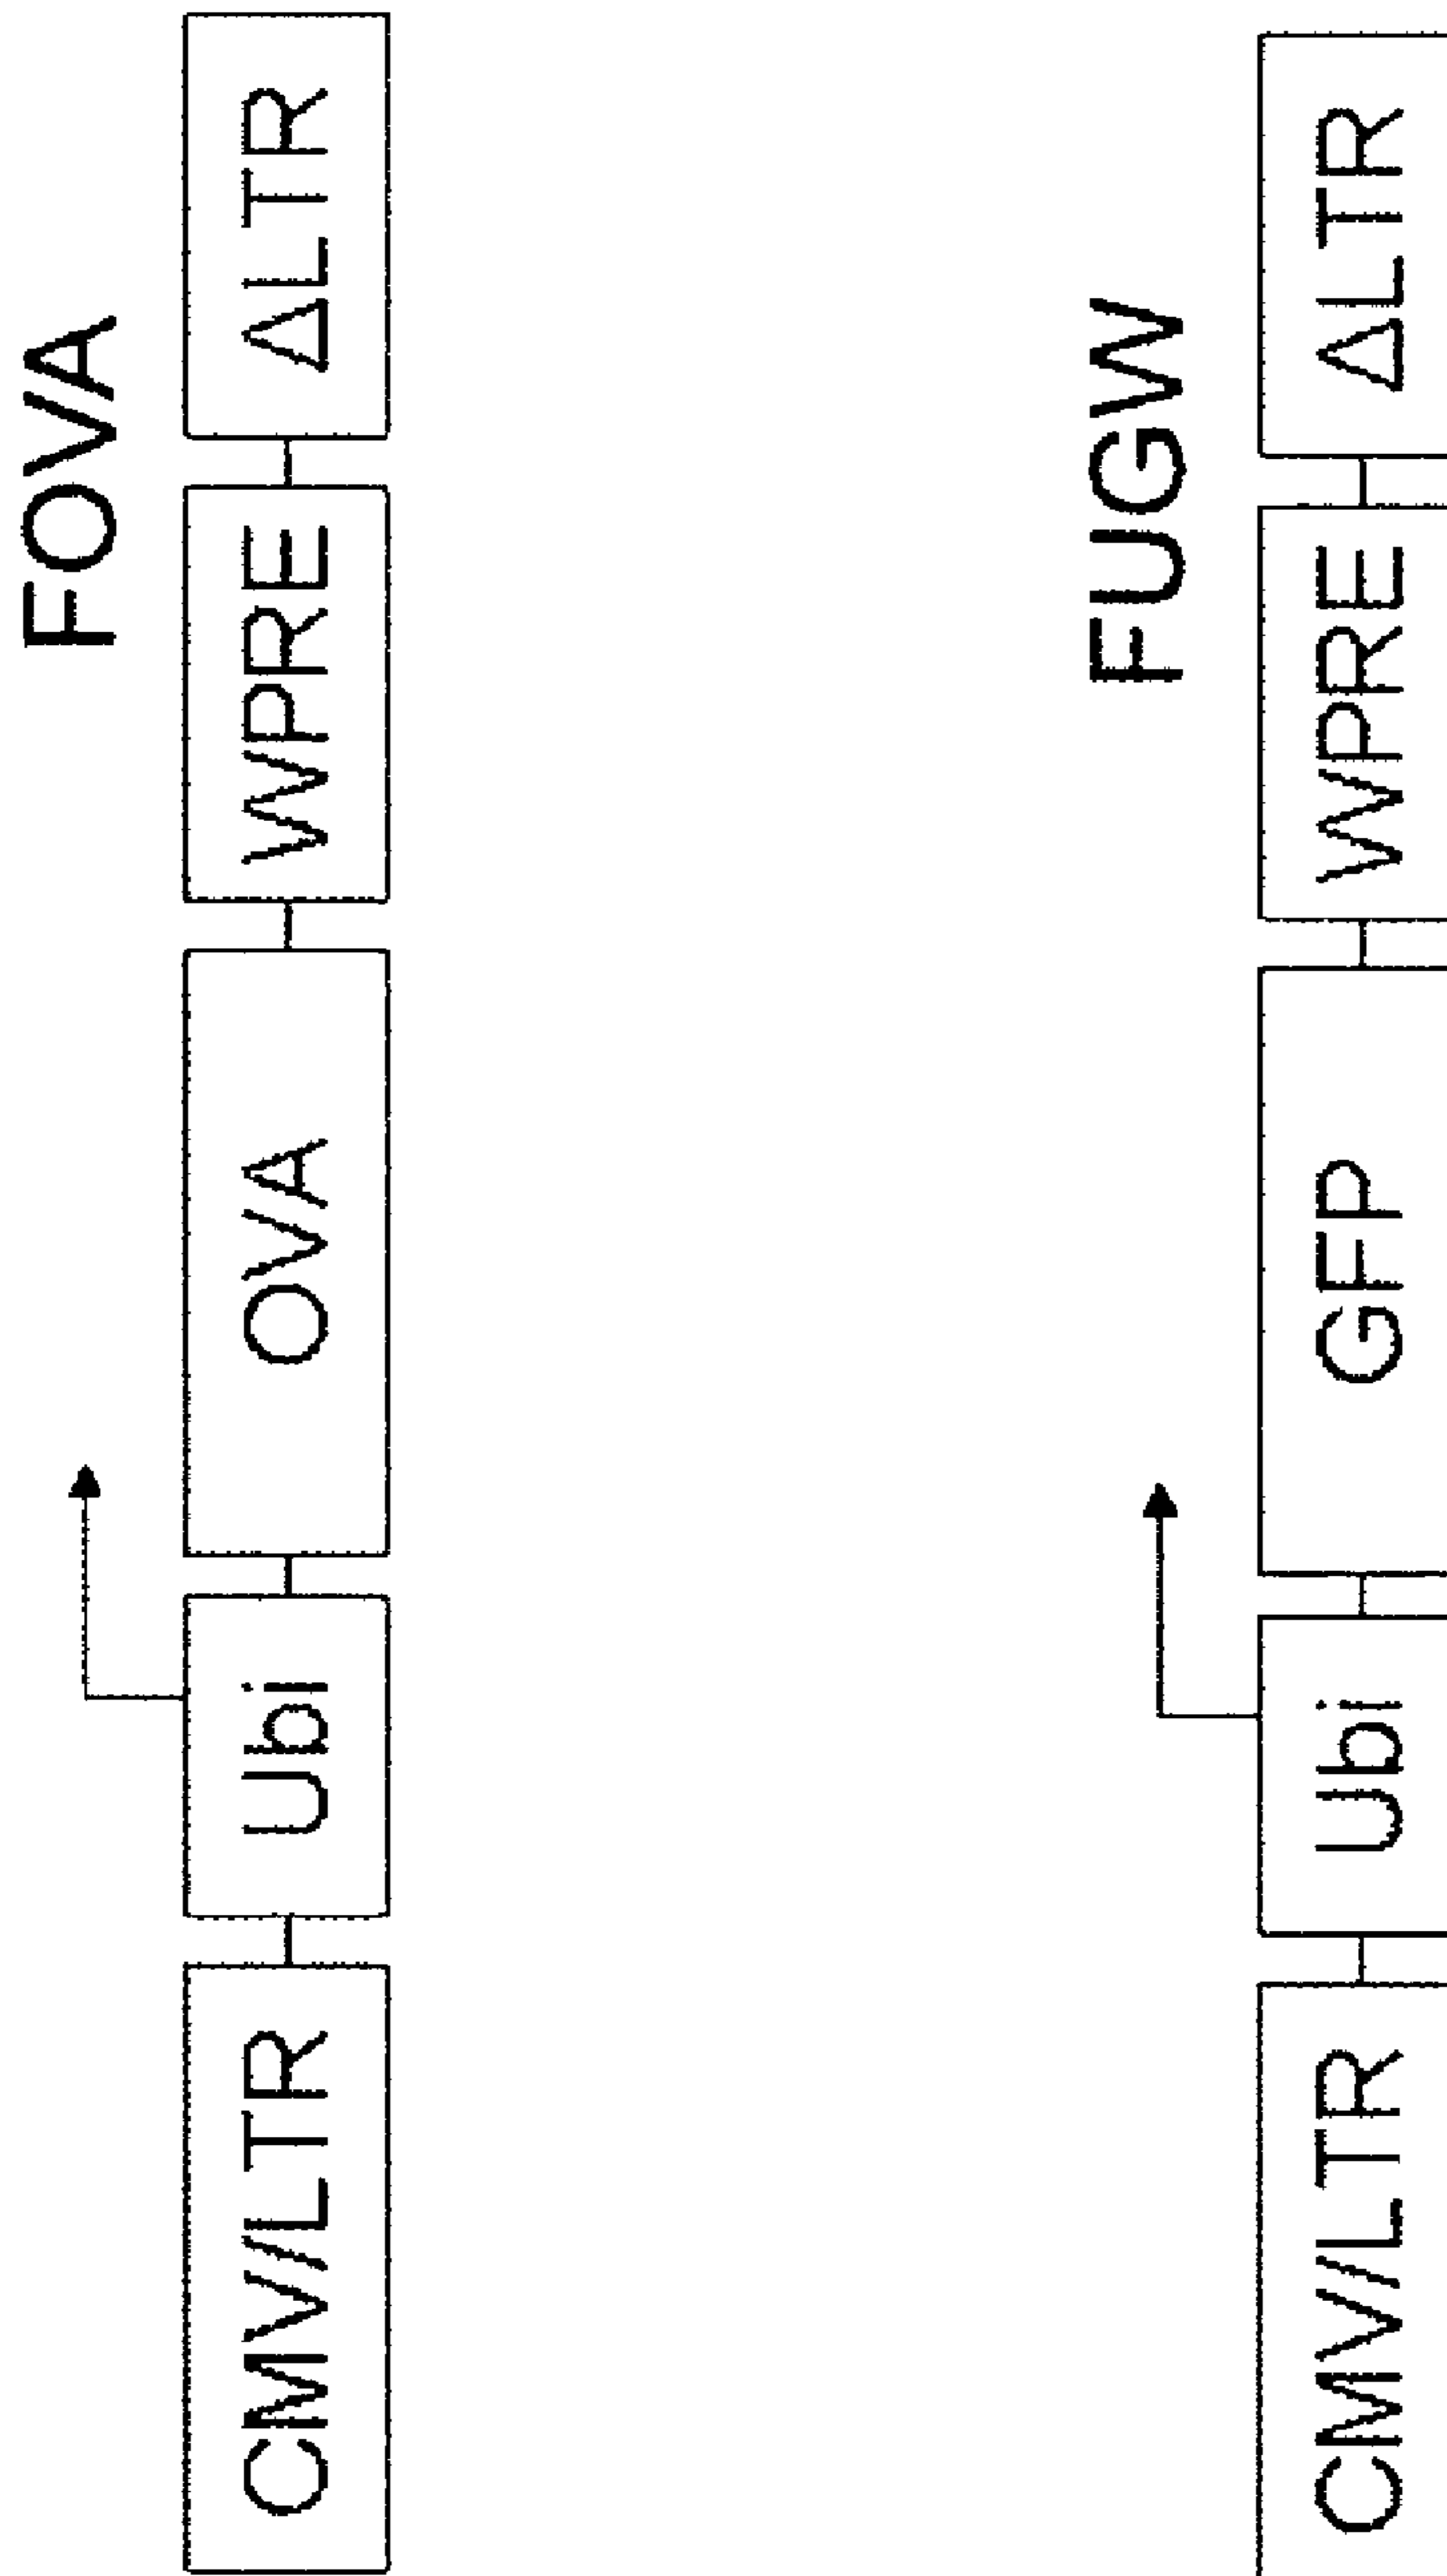 FOVA
CMV/LTR Ubi OVA WPRE ΔLTR
FUGW
CMV/LTR Ubi GFP WPRE ΔLTR